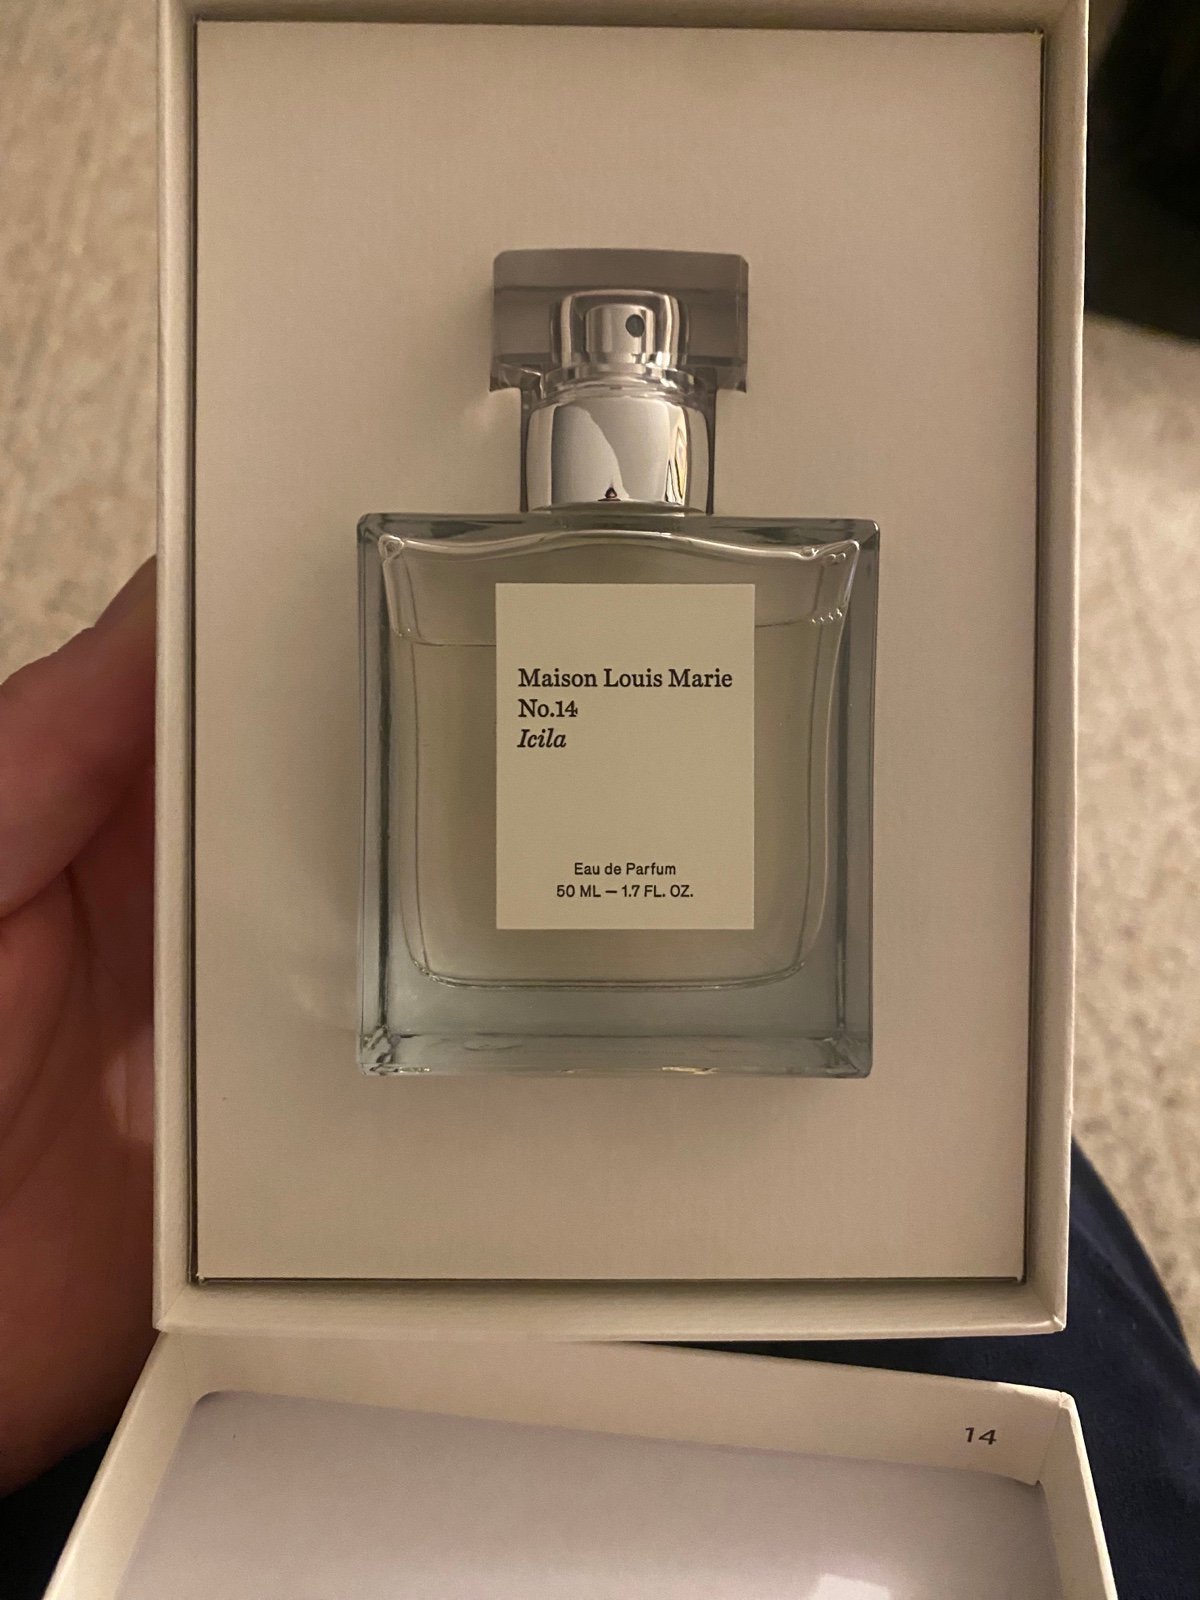 Maison Louis Marie
No.14
Icila
Eau de Parfum
50 ML — 1.7 FL. OZ.
14